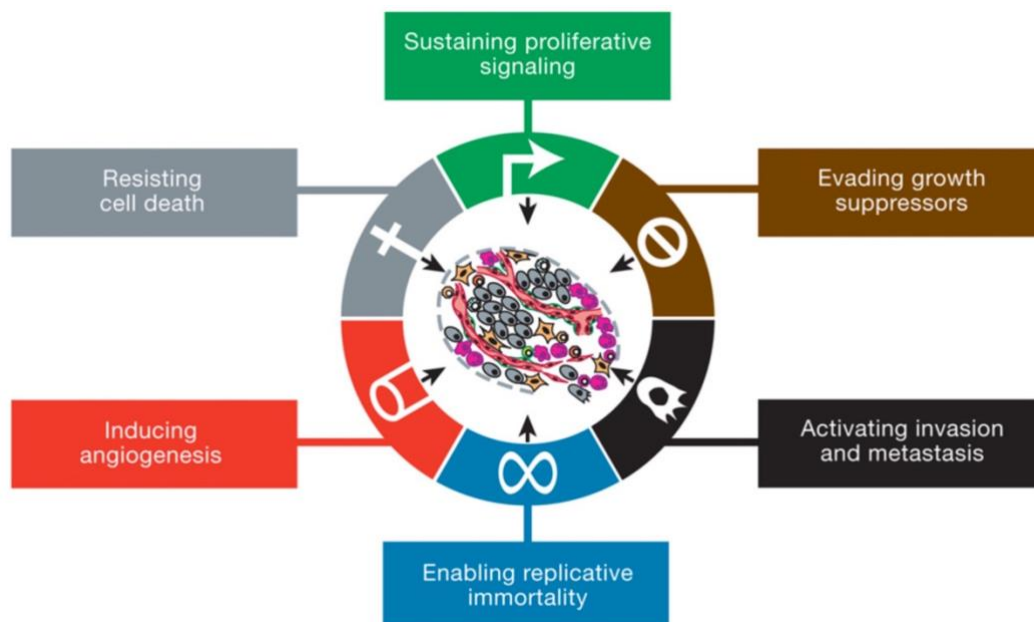 Sustaining proliferative
signaling
Resisting
cell death
Evading growth
suppressors
Inducing
angiogenesis
Activating invasion
and metastasis
Enabling replicative
immortality